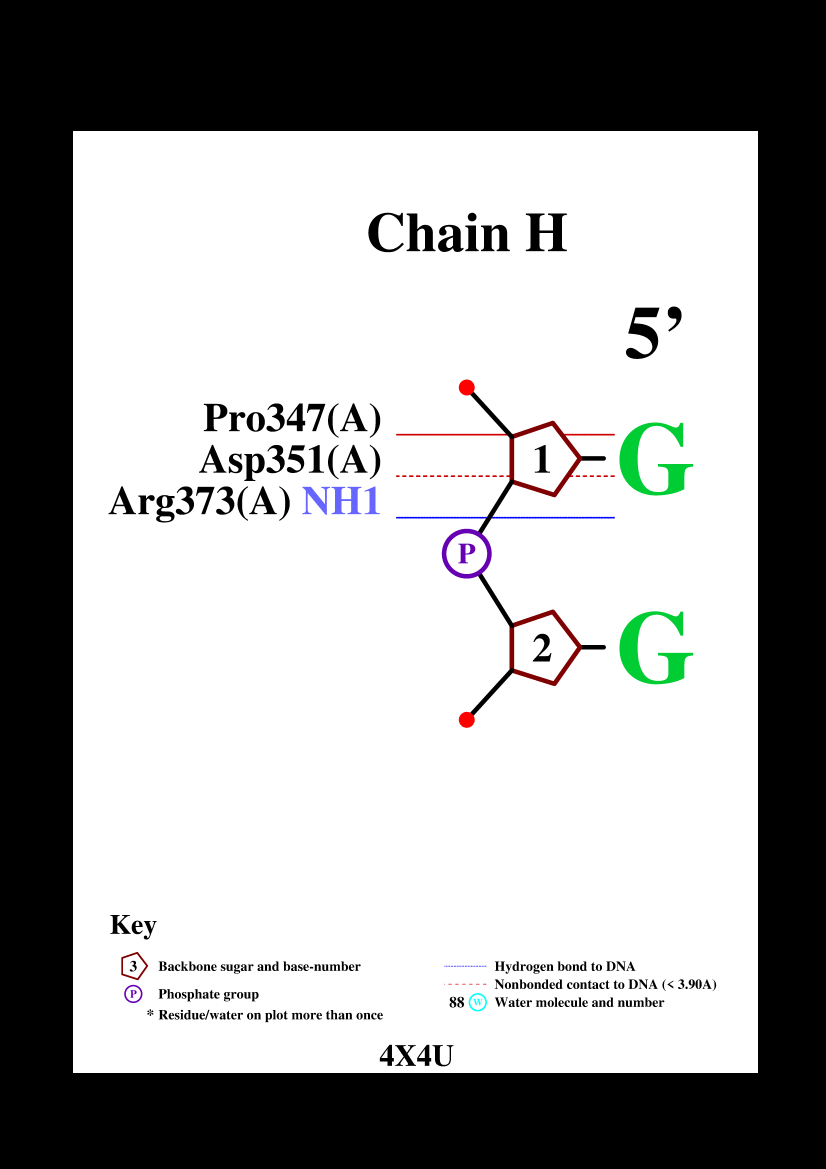 Chain H
5’
Pro347(A)
Asp351(A)
Arg373(A) NH1
1
G
P
2
G
Key
3 Backbone sugar and base-number
P Phosphate group
* Residue/water on plot more than once
Hydrogen bond to DNA
Nonbonded contact to DNA (< 3.90A)
88 W Water molecule and number
4X4U